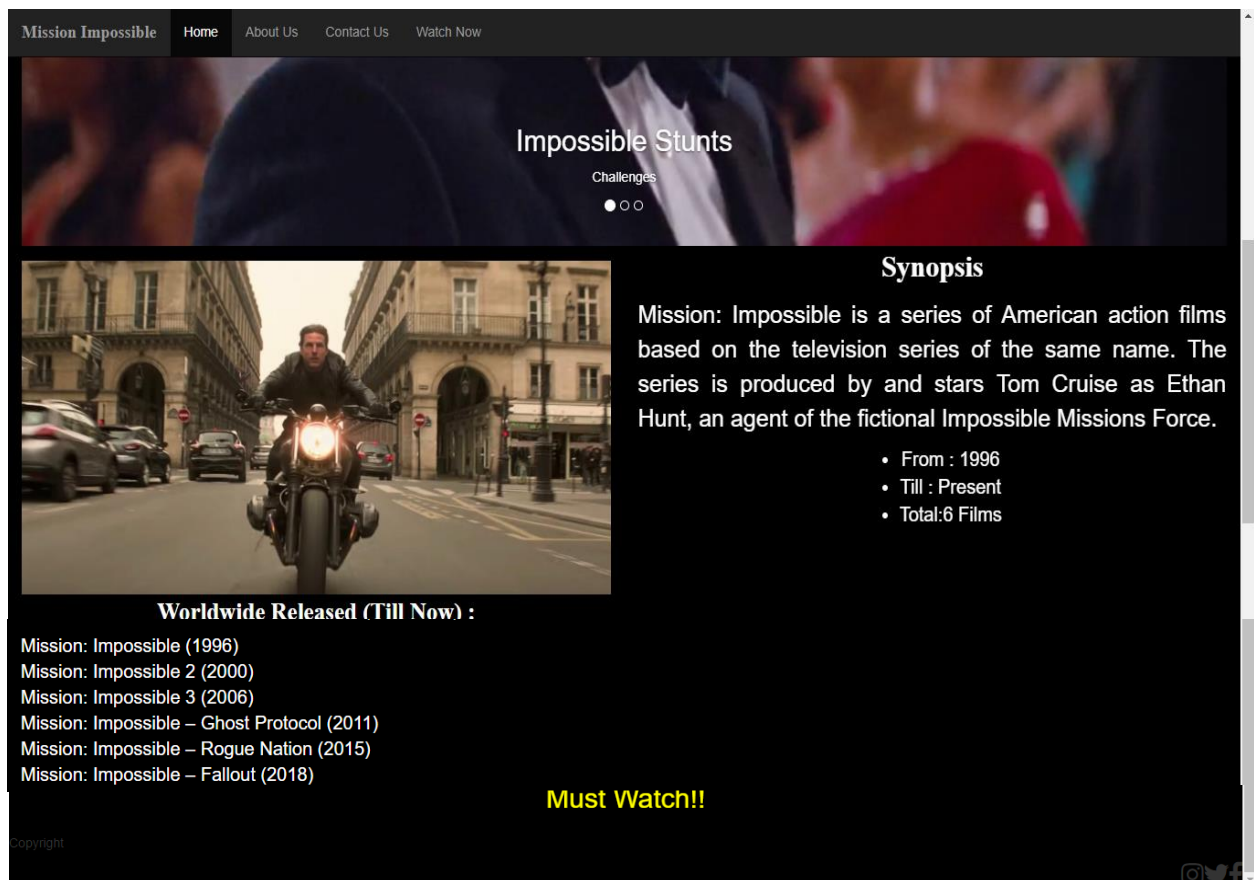 Mission Impossible Home About Us Contact Us Watch Now
Impossible Stunts
Challenges
Synopsis
Mission: Impossible is a series of American action films
based on the television series of the same name. The
series is produced by and stars Tom Cruise as Ethan
Hunt, an agent of the fictional Impossible Missions Force.
• From : 1996
• Till : Present
• Total:6 Films
Worldwide Released (Till Now) :
Mission: Impossible (1996)
Mission: Impossible 2 (2000)
Mission: Impossible 3 (2006)
Mission: Impossible – Ghost Protocol (2011)
Mission: Impossible – Rogue Nation (2015)
Mission: Impossible – Fallout (2018)
Must Watch!!
Copyright